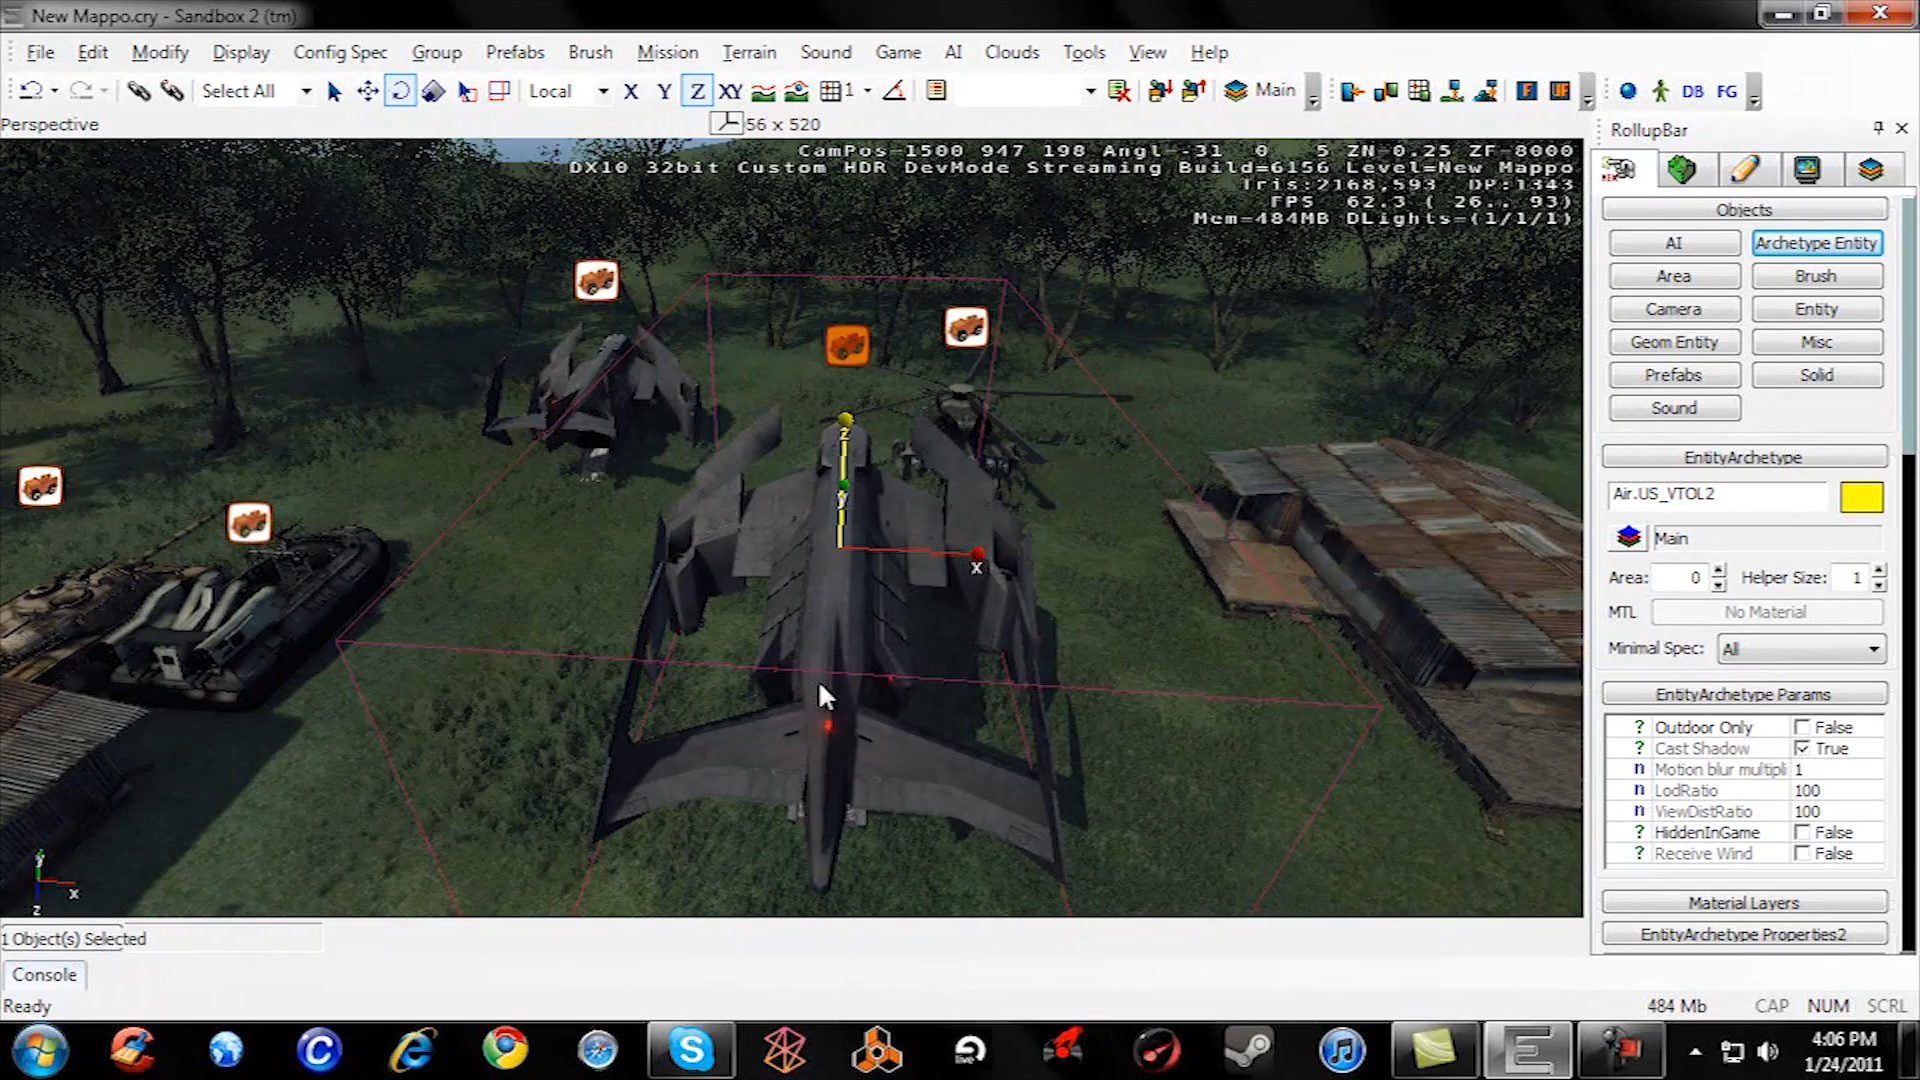 New Mappo.cry - Sandbox 2 (tm)
File Edit Modify Display Config Spec Group Prefabs Brush Mission Terrain Sound Game AI Clouds Tools View Help
Select All Local X Y Z XY 1 Main DB FG
Perspective
56 x 520
RollupBar
CamPos=1500 947 198 Angl=-31 0 5 ZN=0.25 ZF=8000
DX10 32bit Custom HDR DevMode Streaming Build=6156 Level=New Mappo
Tris:2168,593 DP:1343
FPS 62.3 ( 26.. 93)
Mem=484MB DLights=(1/1/1)
NEW
Objects
AI Archetype Entity
Area Brush
Camera Entity
Geom Entity Misc
Prefabs Solid
Sound
EntityArchetype
Air.US_VTOL2
Main
Area: 0 Helper Size: 1
MTL No Material
Minimal Spec: All
EntityArchetype Params
? Outdoor Only False
? Cast Shadow True
n Motion blur multipli 1
n LodRatio 100
n ViewDistRatio 100
? HiddenInGame False
? Receive Wind False
Material Layers
EntityArchetype Properties2
z
y
x
y
x
z
1 Object(s) Selected
Console
Ready
484 Mb CAP NUM SCRL
live
4:06 PM
1/24/2011